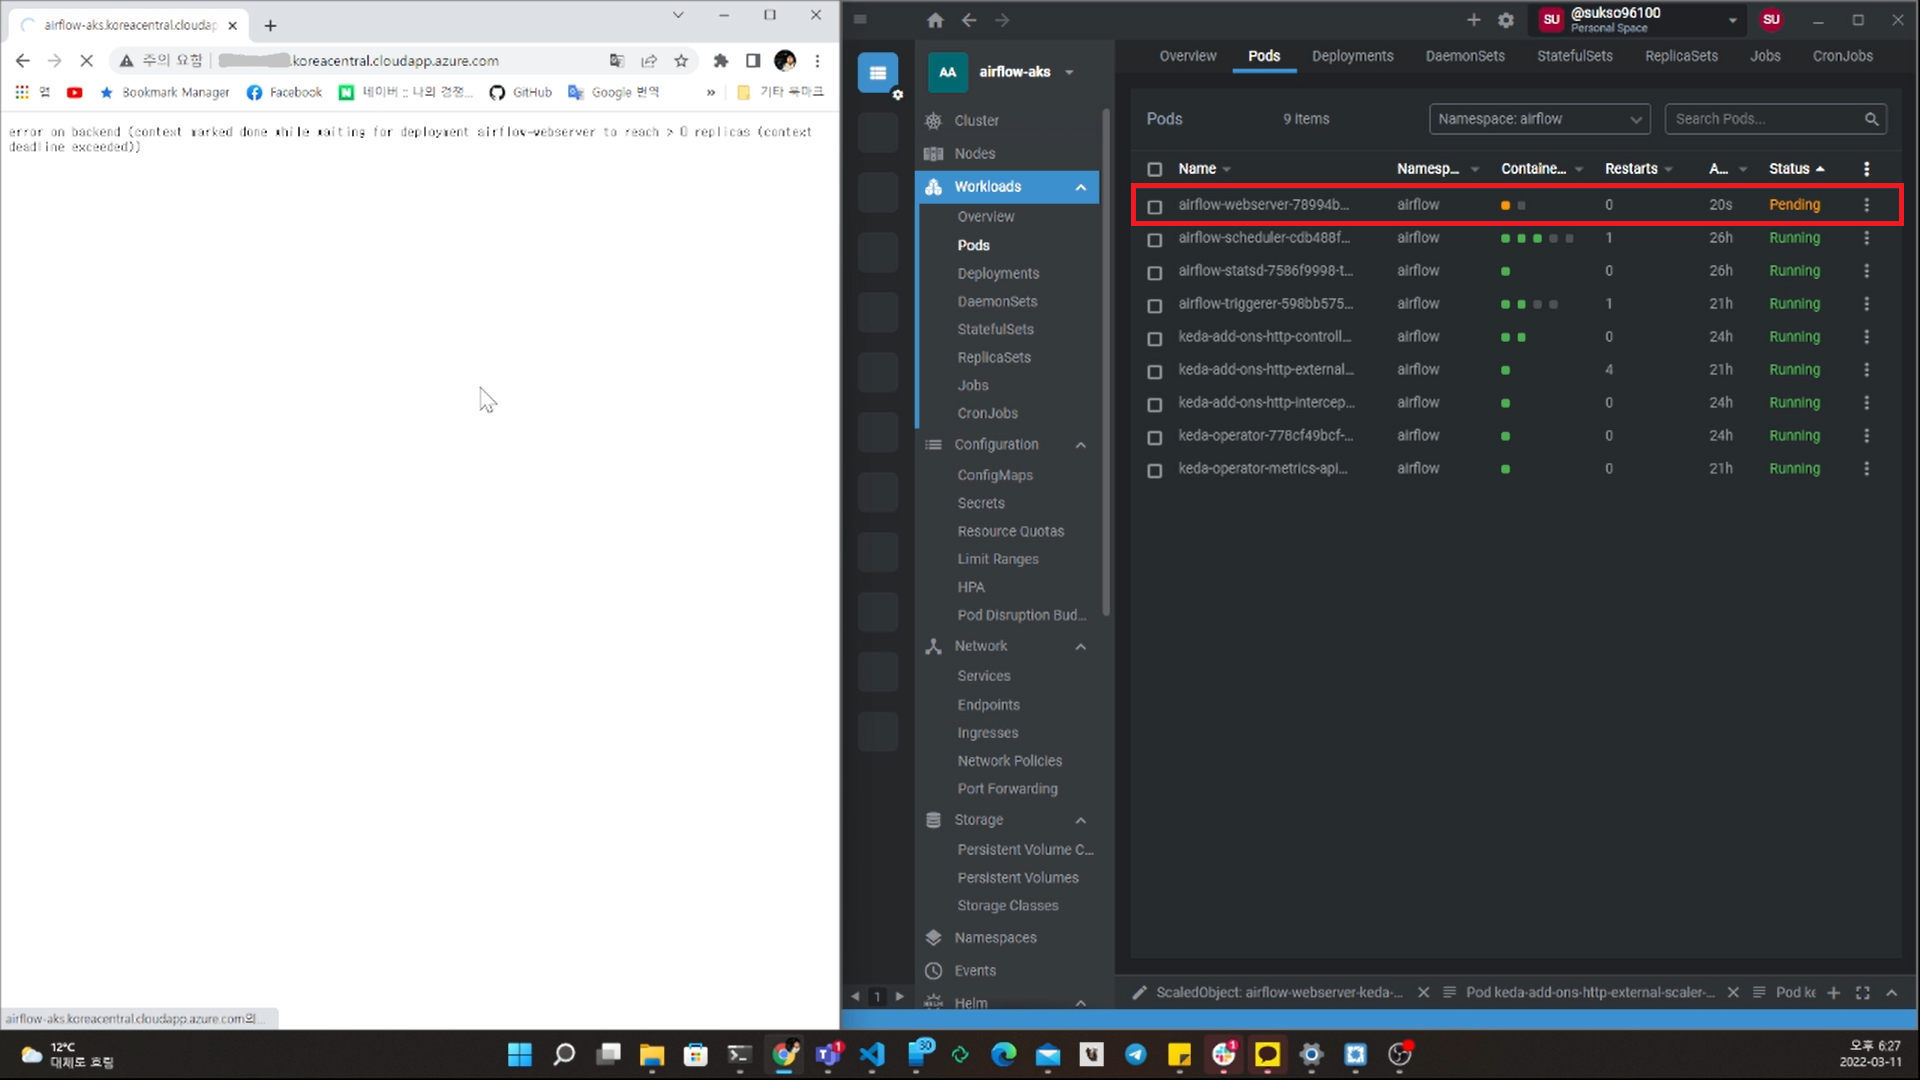 airflow-aks.koreacentral.cloudap
주의 요함
.koreacentral.cloudapp.azure.com
앱
Bookmark Manager
Facebook
네이버 :: 나의 경쟁...
GitHub
Google 번역
»
기타 북마크
error on backend (context marked done while waiting for deployment airflow-webserver to reach > 0 replicas (context
deadline exceeded))
airflow-aks.koreacentral.cloudapp.azure.com의...
SU
@sukso96100
Personal Space
SU
AA
airflow-aks
Cluster
Nodes
Workloads
Overview
Pods
Deployments
DaemonSets
StatefulSets
ReplicaSets
Jobs
CronJobs
Configuration
ConfigMaps
Secrets
Resource Quotas
Limit Ranges
HPA
Pod Disruption Bud...
Network
Services
Endpoints
Ingresses
Network Policies
Port Forwarding
Storage
Persistent Volume C...
Persistent Volumes
Storage Classes
Namespaces
Events
HELM
Helm
1
Overview Pods Deployments DaemonSets StatefulSets ReplicaSets Jobs CronJobs
Pods 9 items Namespace: airflow Search Pods...
Name Namesp... Containe... Restarts A... Status
airflow-webserver-78994b... airflow 0 20s Pending
airflow-scheduler-cdb488f... airflow 1 26h Running
airflow-statsd-7586f9998-t... airflow 0 26h Running
airflow-triggerer-598bb575... airflow 1 21h Running
keda-add-ons-http-controll... airflow 0 24h Running
keda-add-ons-http-external... airflow 4 21h Running
keda-add-ons-http-intercep... airflow 0 24h Running
keda-operator-778cf49bcf-... airflow 0 24h Running
keda-operator-metrics-api... airflow 0 21h Running
ScaledObject: airflow-webserver-keda-...
Pod keda-add-ons-http-external-scaler-...
Pod ke
12°C
대체로 흐림
1
30
1
오후 6:27
2022-03-11